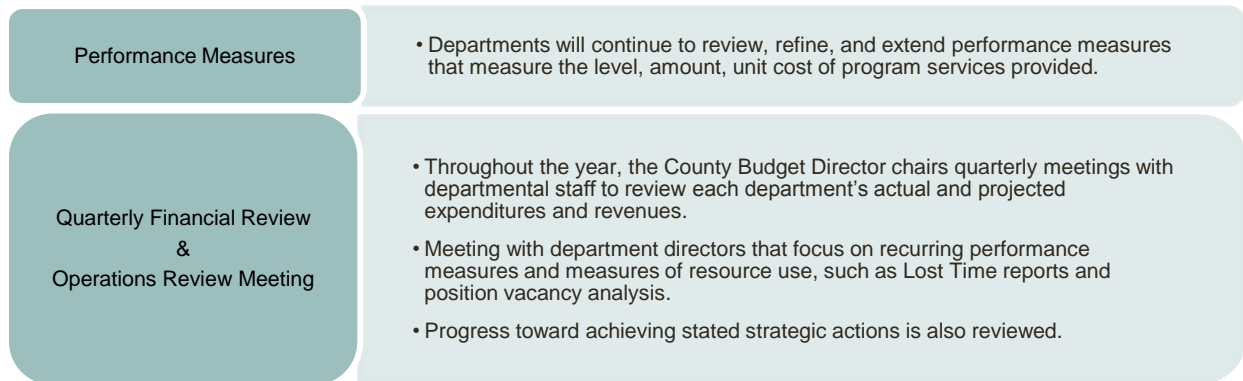 Performance Measures
• Departments will continue to review, refine, and extend performance measures
that measure the level, amount, unit cost of program services provided.
Quarterly Financial Review
&
Operations Review Meeting
• Throughout the year, the County Budget Director chairs quarterly meetings with
departmental staff to review each department's actual and projected
expenditures and revenues.
• Meeting with department directors that focus on recurring performance
measures and measures of resource use, such as Lost Time reports and
position vacancy analysis.
• Progress toward achieving stated strategic actions is also reviewed.